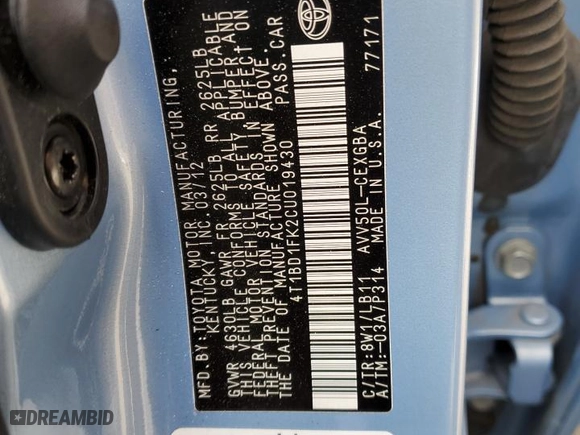 MFD.BY:TOYOTA MOTOR MANUFACTURING,
KENTUCKY INC. 03/12
GVWR 4630LB GAWR FR 2625LB RR 2625LB
THIS VEHICLE CONFORMS TO ALL APPLICABLE
FEDERAL MOTOR VEHICLE SAFETY, BUMPER, AND
THEFT PREVENTION STANDARDS IN EFFECT ON
THE DATE OF MANUFACTURE SHOWN ABOVE.
4T1BD1FK2CU019430 PASS.CAR
C/TR:8W1/LB11 AVV50L-CEXGBA
A/TM:-03A/P314 U.S.A. 77171
DREAMBID